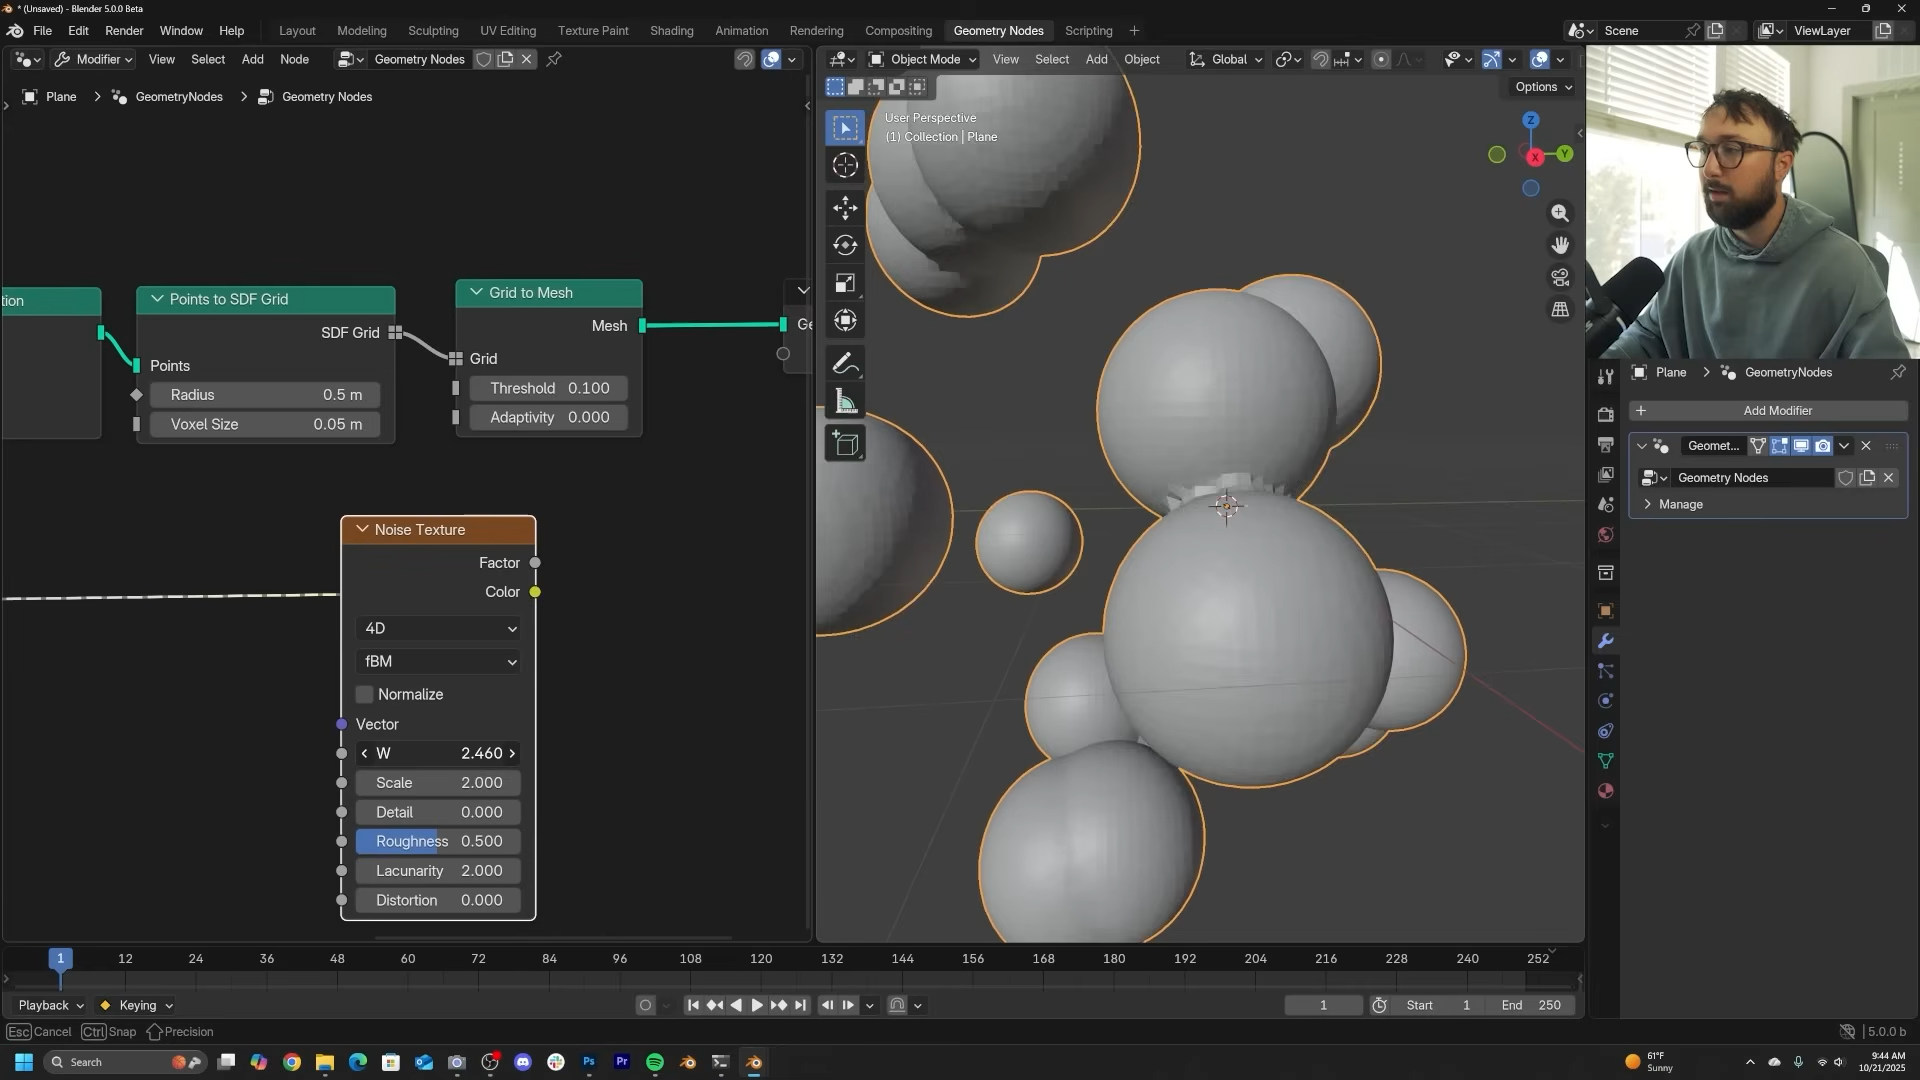 * (Unsaved) - Blender 5.0.0 Beta
File Edit Render Window Help Layout Modeling Sculpting UV Editing Texture Paint Shading Animation Rendering Compositing Geometry Nodes Scripting + Scene ViewLayer
Modifier View Select Add Node Geometry Nodes Object Mode View Select Add Object Global
Options
Plane > GeometryNodes > Geometry Nodes
User Perspective
(1) Collection | Plane
Z
X
Y
tion
Points to SDF Grid
SDF Grid
Points
Radius 0.5 m
Voxel Size 0.05 m
Grid to Mesh
Mesh
Grid
Threshold 0.100
Adaptivity 0.000
Ge
Noise Texture
Factor
Color
4D
fBM
Normalize
Vector
W 2.460
Scale 2.000
Detail 0.000
Roughness 0.500
Lacunarity 2.000
Distortion 0.000
Plane > GeometryNodes
+ Add Modifier
Geomet...
Geometry Nodes
Manage
1 12 24 36 48 60 72 84 96 108 120 132 144 156 168 180 192 204 216 228 240 252
Playback Keying 1 Start 1 End 250
Esc Cancel Ctrl Snap Precision 5.0.0 b
Search Ps Pr 61°F
Sunny
9:44 AM
10/21/2025